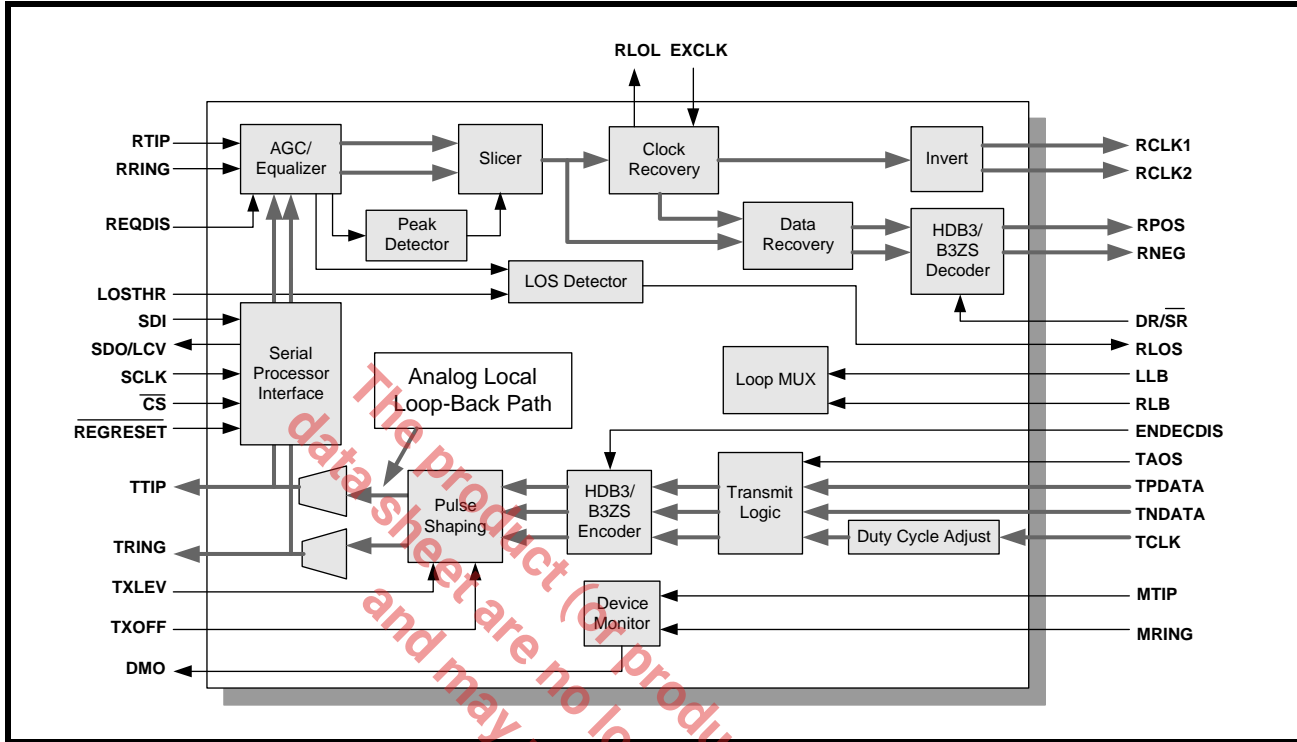 RLOL EXCLK
RTIP
RRING
REQDIS
LOSTHR
SDI
SDO/LCV
SCLK
CS
REGRESET
TTIP
TRING
TXLEV
TXOFF
DMO
AGC/
Equalizer
Slicer
Clock
Recovery
Invert
Peak
Detector
Data
Recovery
HDB3/
B3ZS
Decoder
LOS Detector
Serial
Processor
Interface
Analog Local
Loop-Back Path
Loop MUX
Pulse
Shaping
HDB3/
B3ZS
Encoder
Transmit
Logic
Duty Cycle Adjust
Device
Monitor
RCLK1
RCLK2
RPOS
RNEG
DR/SR
RLOS
LLB
RLB
ENDECDIS
TAOS
TPDATA
TNDATA
TCLK
MTIP
MRING
The product (or produ
data sheet are no lo
and may